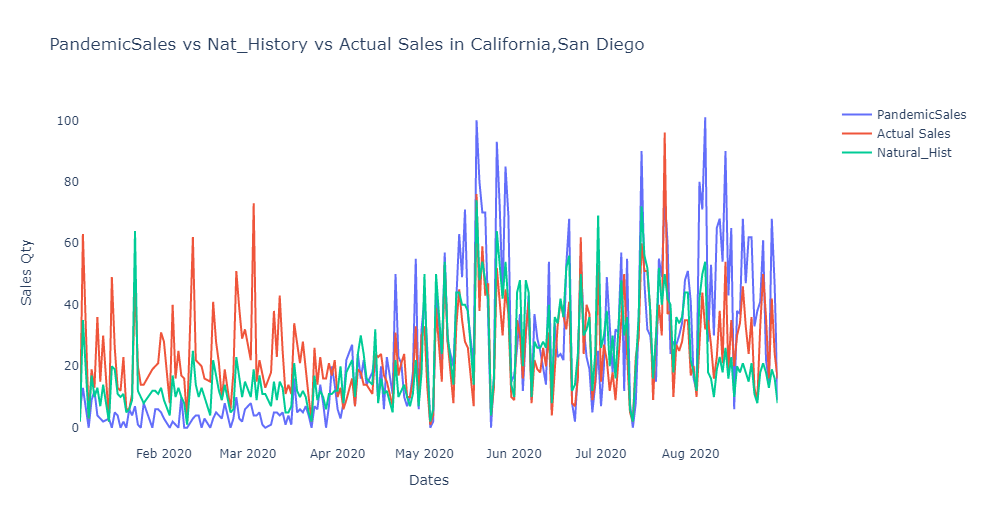 PandemicSales vs Nat_History vs Actual Sales in California,San Diego
PandemicSales
Actual Sales
Natural_Hist
100
80
60
40
20
0
Sales Qty
Feb 2020
Mar 2020
Apr 2020
May 2020
Jun 2020
Jul 2020
Aug 2020
Dates